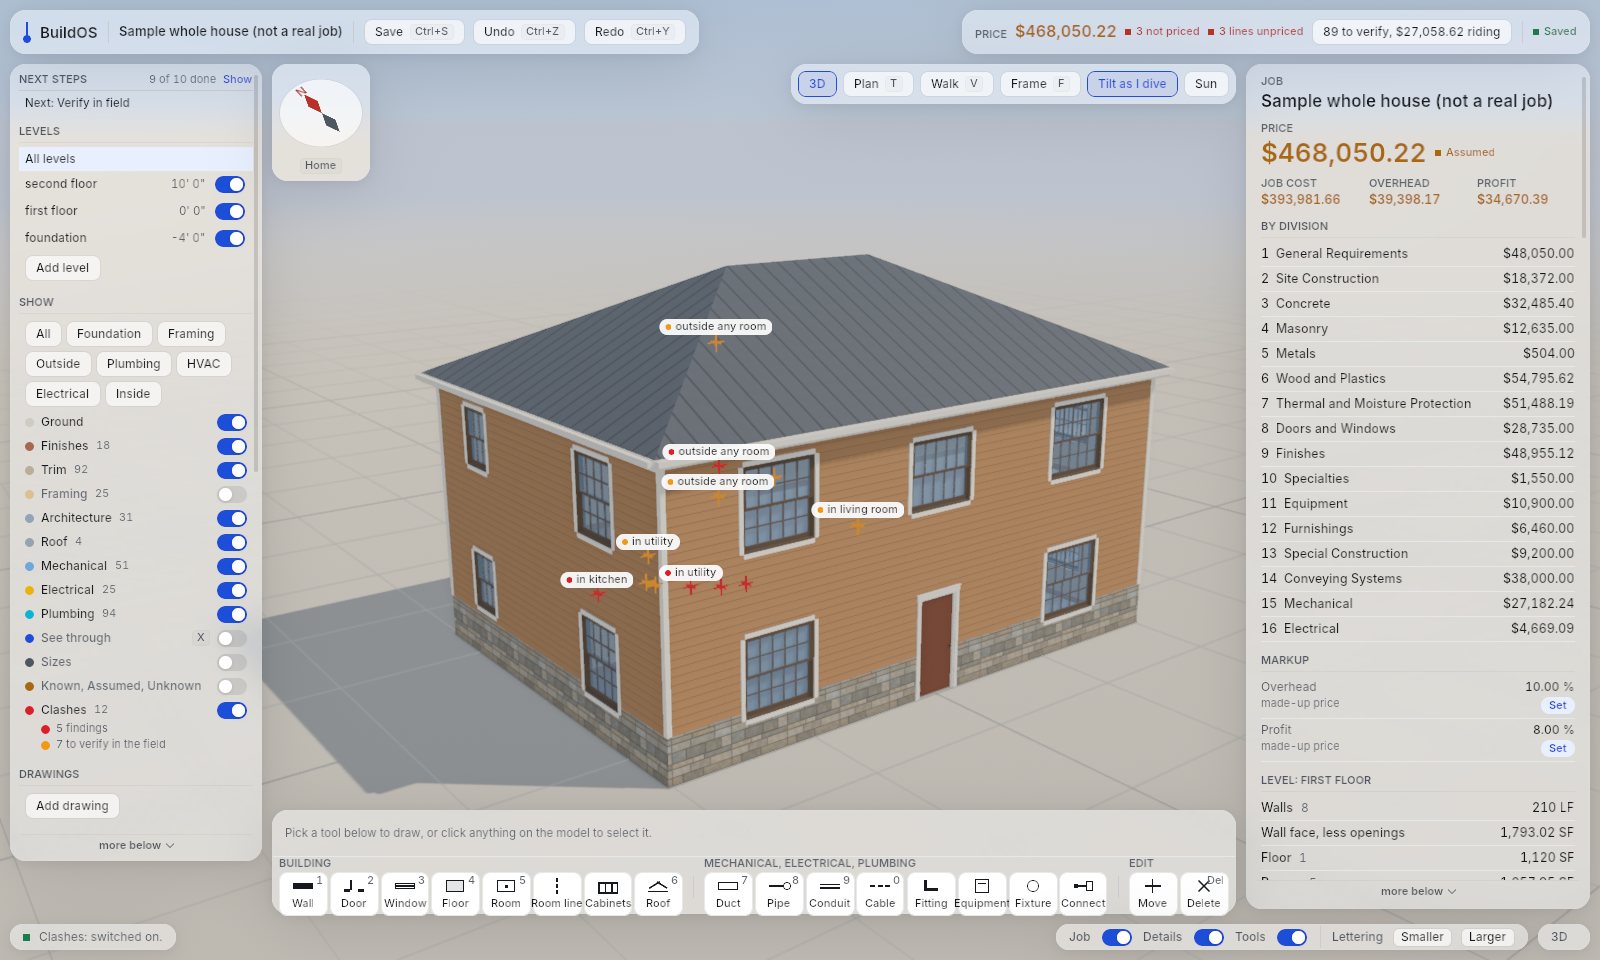 BuildOS
Sample whole house (not a real job)
Save Ctrl+S
Undo Ctrl+Z
Redo Ctrl+Y
PRICE $468,050.22
3 not priced
3 lines unpriced
89 to verify, $27,058.62 riding
Saved
NEXT STEPS 9 of 10 done Show
Next: Verify in field
LEVELS
All levels
second floor 10' 0"
first floor 0' 0"
foundation -4' 0"
Add level
SHOW
All Foundation Framing
Outside Plumbing HVAC
Electrical Inside
Ground
Finishes 18
Trim 92
Framing 25
Architecture 31
Roof 4
Mechanical 51
Electrical 25
Plumbing 94
See through X
Sizes
Known, Assumed, Unknown
Clashes 12
5 findings
7 to verify in the field
DRAWINGS
Add drawing
more below
N
Home
3D
Plan T
Walk V
Frame F
Tilt as I dive
Sun
outside any room
outside any room
outside any room
in living room
in utility
in utility
in kitchen
Pick a tool below to draw, or click anything on the model to select it.
BUILDING
1 Wall
2 Door
3 Window
4 Floor
5 Room
Room line
Cabinets
6 Roof
MECHANICAL, ELECTRICAL, PLUMBING
7 Duct
8 Pipe
9 Conduit
0 Cable
Fitting
Equipment
Fixture
Connect
EDIT
Move
Del Delete
JOB
Sample whole house (not a real job)
PRICE
$468,050.22 Assumed
JOB COST OVERHEAD PROFIT
$393,981.66 $39,398.17 $34,670.39
BY DIVISION
1 General Requirements $48,050.00
2 Site Construction $18,372.00
3 Concrete $32,485.40
4 Masonry $12,635.00
5 Metals $504.00
6 Wood and Plastics $54,795.62
7 Thermal and Moisture Protection $51,488.19
8 Doors and Windows $28,735.00
9 Finishes $48,955.12
10 Specialties $1,550.00
11 Equipment $10,900.00
12 Furnishings $6,460.00
13 Special Construction $9,200.00
14 Conveying Systems $38,000.00
15 Mechanical $27,182.24
16 Electrical $4,669.09
MARKUP
Overhead 10.00 %
made-up price Set
Profit 8.00 %
made-up price Set
LEVEL: FIRST FLOOR
Walls 8 210 LF
Wall face, less openings 1,793.02 SF
Floor 1 1,120 SF
more below
Clashes: switched on.
Job
Details
Tools
Lettering Smaller Larger
3D